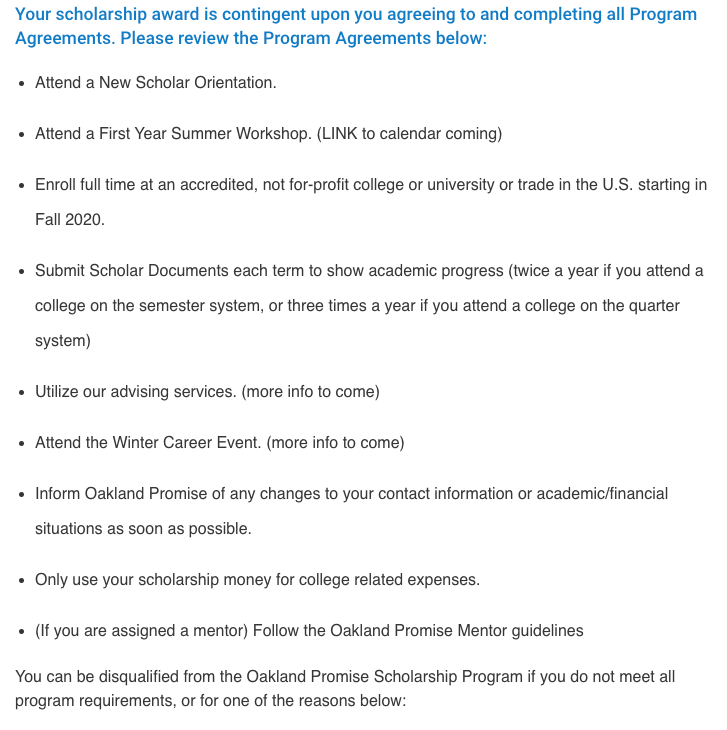 Your scholarship award is contingent upon you agreeing to and completing all Program
Agreements. Please review the Program Agreements below:
• Attend a New Scholar Orientation.
• Attend a First Year Summer Workshop. (LINK to calendar coming)
• Enroll full time at an accredited, not for-profit college or university or trade in the U.S. starting in
Fall 2020.
• Submit Scholar Documents each term to show academic progress (twice a year if you attend a
college on the semester system, or three times a year if you attend a college on the quarter
system)
• Utilize our advising services. (more info to come)
• Attend the Winter Career Event. (more info to come)
• Inform Oakland Promise of any changes to your contact information or academic/financial
situations as soon as possible.
• Only use your scholarship money for college related expenses.
• (If you are assigned a mentor) Follow the Oakland Promise Mentor guidelines
You can be disqualified from the Oakland Promise Scholarship Program if you do not meet all
program requirements, or for one of the reasons below: